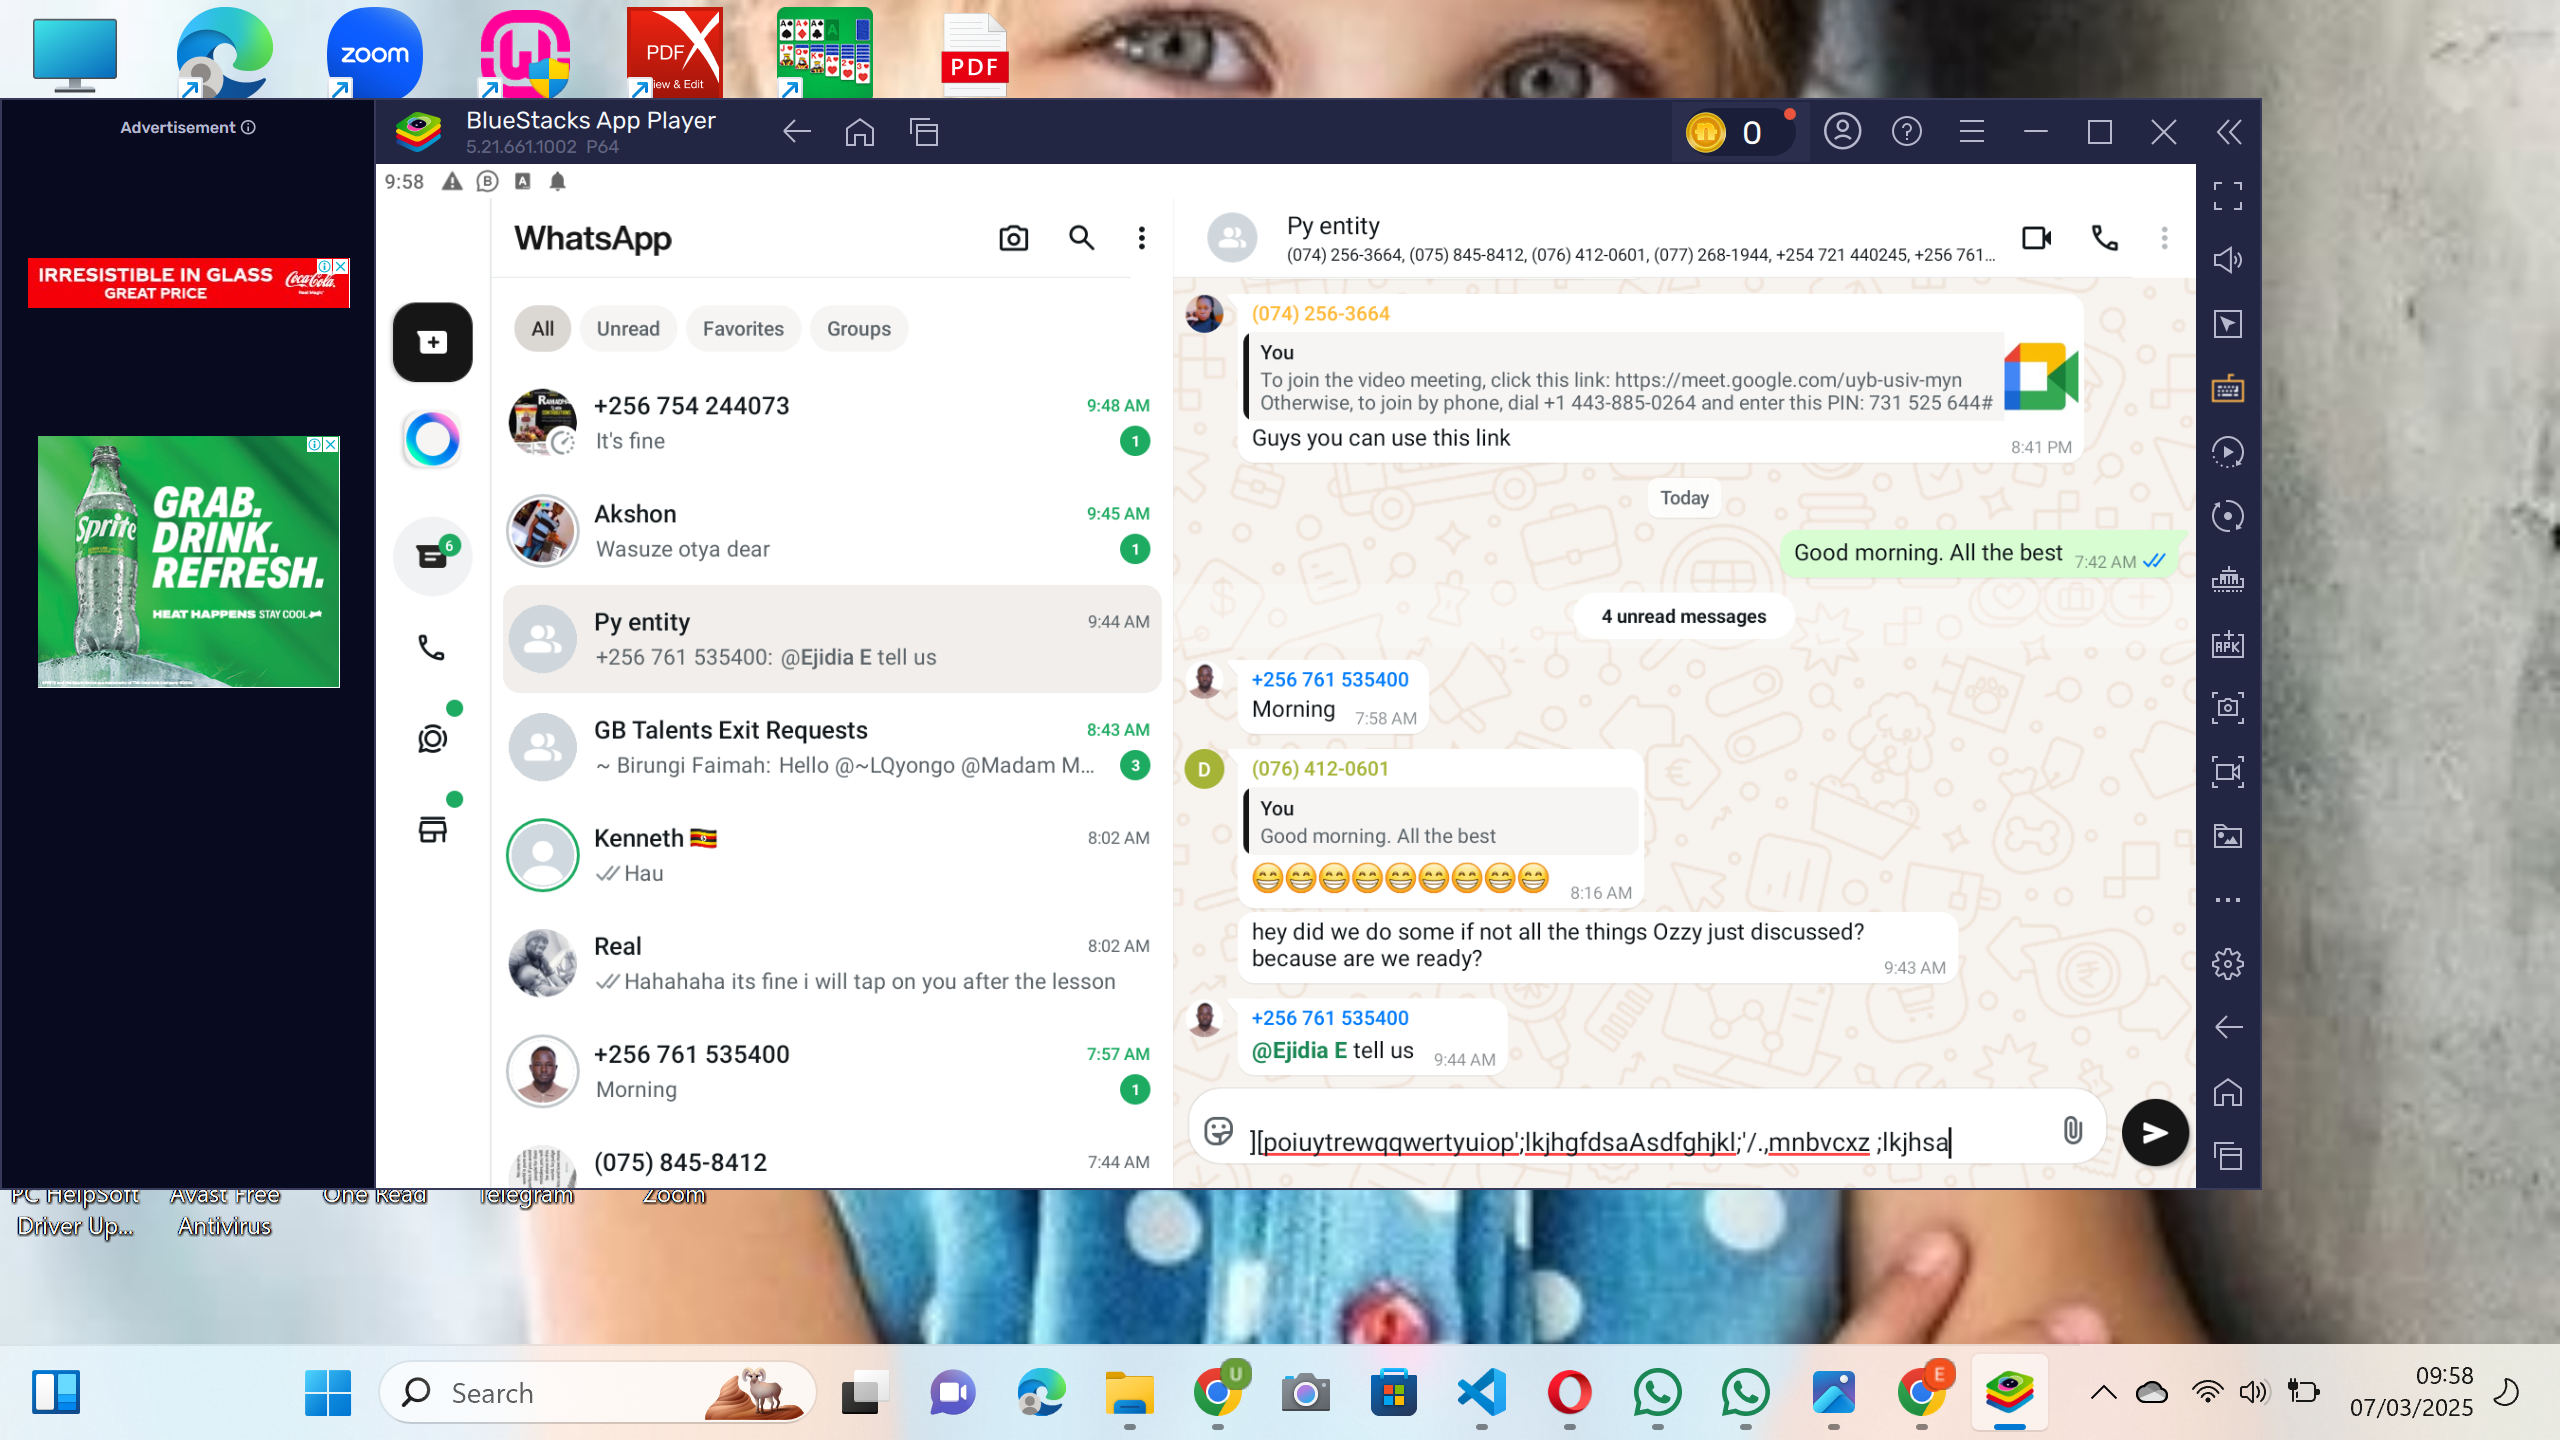 zoom
PDF
iew & Edit
PDF
Advertisement
BlueStacks App Player
5.21.661.1002 P64
0
IRRESISTIBLE IN GLASS
GREAT PRICE
Coca-Cola
Real Magic
Sprite
GRAB.
DRINK.
REFRESH.
HEAT HAPPENS STAY COOL
9:58
WhatsApp
All
Unread
Favorites
Groups
6
+256 754 244073
9:48 AM
It's fine
1
Akshon
9:45 AM
Wasuze otya dear
1
Py entity
9:44 AM
+256 761 535400: @Ejidia E tell us
GB Talents Exit Requests
8:43 AM
~ Birungi Faimah: Hello @~LQyongo @Madam M...
3
Kenneth 🇺🇬
8:02 AM
Hau
Real
8:02 AM
Hahahaha its fine i will tap on you after the lesson
+256 761 535400
7:57 AM
Morning
1
(075) 845-8412
7:44 AM
Py entity
(074) 256-3664, (075) 845-8412, (076) 412-0601, (077) 268-1944, +254 721 440245, +256 761...
(074) 256-3664
You
To join the video meeting, click this link: https://meet.google.com/uyb-usiv-myn
Otherwise, to join by phone, dial +1 443-885-0264 and enter this PIN: 731 525 644#
Guys you can use this link
8:41 PM
Today
Good morning. All the best
7:42 AM
4 unread messages
+256 761 535400
Morning
7:58 AM
D
(076) 412-0601
You
Good morning. All the best
😁😁😁😁😁😁😁😁😁
8:16 AM
hey did we do some if not all the things Ozzy just discussed?
because are we ready?
9:43 AM
+256 761 535400
@Ejidia E tell us
9:44 AM
][poiuytrewqqwertyuiop';lkjhgfdsaAsdfghjkl;'/.,mnbvcxz ;lkjhsa
APK
PC HelpSoft
Driver Up...
Avast Free
Antivirus
One Read
Telegram
Zoom
Search
U
E
09:58
07/03/2025